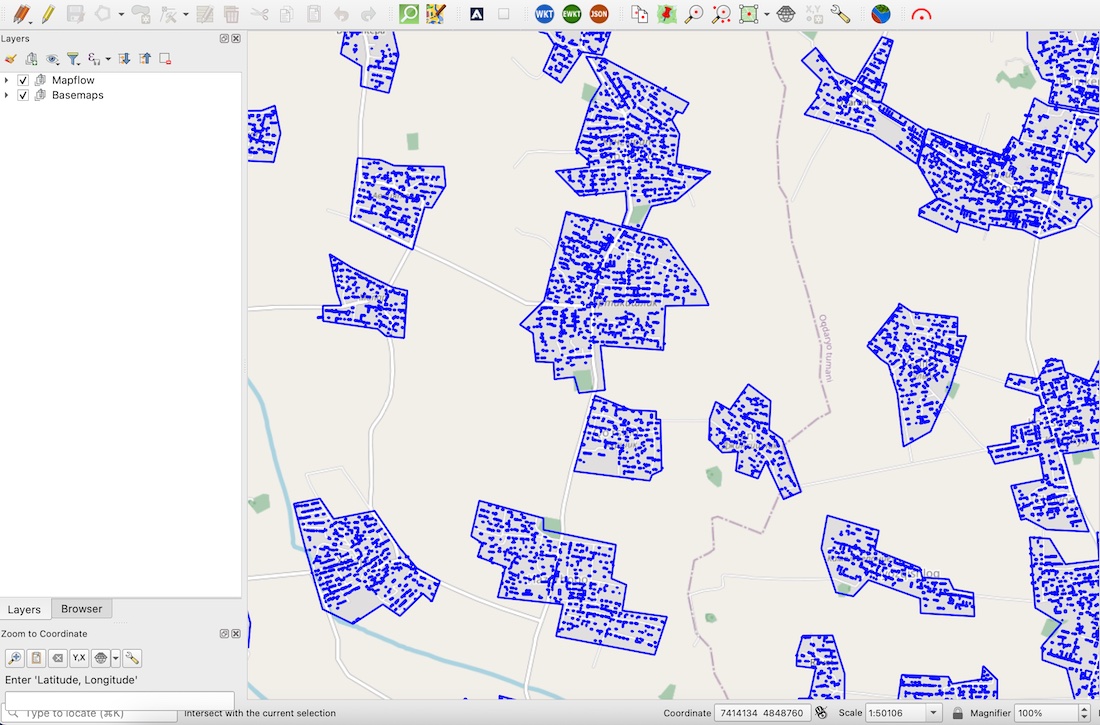 WKT EWKT JSON
X,Y
Layers
Mapflow
Basemaps
Oqdaryo tumani
Layers Browser
Zoom to Coordinate
Y,X
Enter 'Latitude, Longitude'
Type to locate (⌘K) Intersect with the current selection Coordinate 7414134 4848760 Scale 1:50106 Magnifier 100%